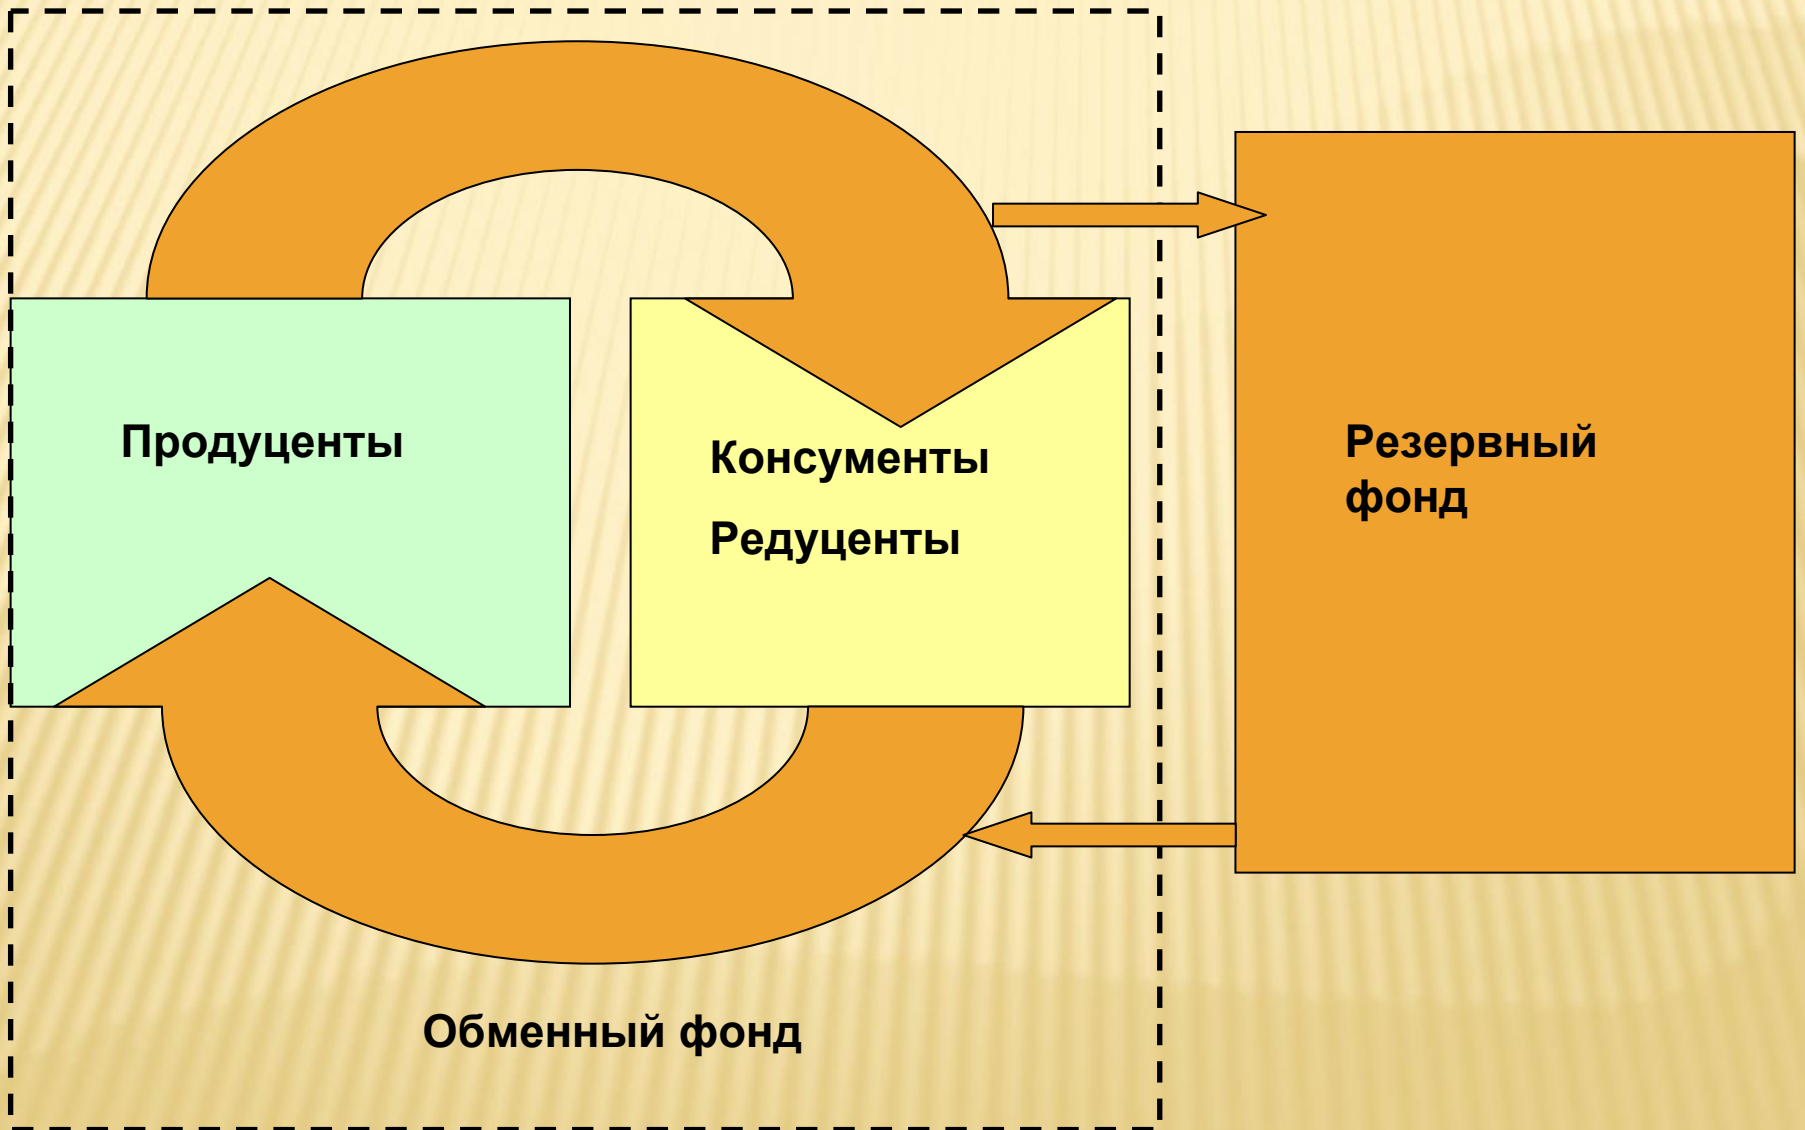 Продуценты
Консументы
Редуценты
Резервный
фонд
Обменный фонд